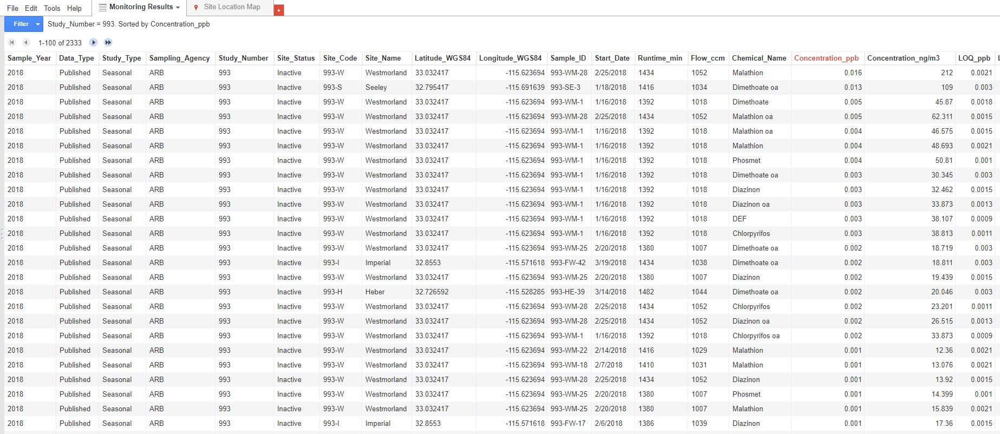 File Edit Tools Help Monitoring Results Site Location Map +
Filter Study_Number = 993. Sorted by Concentration_ppb
1-100 of 2333
Sample_Year Data_Type Study_Type Sampling_Agency Study_Number Site_Status Site_Code Site_Name Latitude_WGS84 Longitude_WGS84 Sample_ID Start_Date Runtime_min Flow_ccm Chemical_Name Concentration_ppb Concentration_ng/m3 LOQ_ppb
2018 Published Seasonal ARB 993 Inactive 993-W Westmorland 33.032417 -115.623694 993-WM-28 2/25/2018 1434 1052 Malathion 0.016 212 0.0021
2018 Published Seasonal ARB 993 Inactive 993-S Seeley 32.795417 -115.691639 993-SE-3 1/18/2018 1416 1034 Dimethoate oa 0.013 109 0.003
2018 Published Seasonal ARB 993 Inactive 993-W Westmorland 33.032417 -115.623694 993-WM-1 1/16/2018 1392 1018 Dimethoate 0.005 45.87 0.0018
2018 Published Seasonal ARB 993 Inactive 993-W Westmorland 33.032417 -115.623694 993-WM-28 2/25/2018 1434 1052 Malathion oa 0.005 62.311 0.0015
2018 Published Seasonal ARB 993 Inactive 993-W Westmorland 33.032417 -115.623694 993-WM-1 1/16/2018 1392 1018 Malathion oa 0.004 46.575 0.0015
2018 Published Seasonal ARB 993 Inactive 993-W Westmorland 33.032417 -115.623694 993-WM-1 1/16/2018 1392 1018 Malathion 0.004 48.693 0.0021
2018 Published Seasonal ARB 993 Inactive 993-W Westmorland 33.032417 -115.623694 993-WM-1 1/16/2018 1392 1018 Phosmet 0.004 50.81 0.001
2018 Published Seasonal ARB 993 Inactive 993-W Westmorland 33.032417 -115.623694 993-WM-1 1/16/2018 1392 1018 Dimethoate oa 0.003 30.345 0.003
2018 Published Seasonal ARB 993 Inactive 993-W Westmorland 33.032417 -115.623694 993-WM-1 1/16/2018 1392 1018 Diazinon 0.003 32.462 0.0015
2018 Published Seasonal ARB 993 Inactive 993-W Westmorland 33.032417 -115.623694 993-WM-1 1/16/2018 1392 1018 Diazinon oa 0.003 33.873 0.0013
2018 Published Seasonal ARB 993 Inactive 993-W Westmorland 33.032417 -115.623694 993-WM-1 1/16/2018 1392 1018 DEF 0.003 38.107 0.0009
2018 Published Seasonal ARB 993 Inactive 993-W Westmorland 33.032417 -115.623694 993-WM-1 1/16/2018 1392 1018 Chlorpyrifos 0.003 38.813 0.0011
2018 Published Seasonal ARB 993 Inactive 993-W Westmorland 33.032417 -115.623694 993-WM-25 2/20/2018 1380 1007 Dimethoate oa 0.002 18.719 0.003
2018 Published Seasonal ARB 993 Inactive 993-I Imperial 32.8553 -115.571618 993-FW-42 3/19/2018 1434 1038 Dimethoate oa 0.002 18.811 0.003
2018 Published Seasonal ARB 993 Inactive 993-W Westmorland 33.032417 -115.623694 993-WM-25 2/20/2018 1380 1007 Diazinon 0.002 19.439 0.0015
2018 Published Seasonal ARB 993 Inactive 993-H Heber 32.726592 -115.528285 993-HE-39 3/14/2018 1482 1044 Dimethoate oa 0.002 20.046 0.003
2018 Published Seasonal ARB 993 Inactive 993-W Westmorland 33.032417 -115.623694 993-WM-28 2/25/2018 1434 1052 Chlorpyrifos 0.002 23.201 0.0011
2018 Published Seasonal ARB 993 Inactive 993-W Westmorland 33.032417 -115.623694 993-WM-28 2/25/2018 1434 1052 Diazinon oa 0.002 26.515 0.0013
2018 Published Seasonal ARB 993 Inactive 993-W Westmorland 33.032417 -115.623694 993-WM-1 1/16/2018 1392 1018 Chlorpyrifos oa 0.002 33.873 0.0009
2018 Published Seasonal ARB 993 Inactive 993-W Westmorland 33.032417 -115.623694 993-WM-22 2/14/2018 1416 1029 Malathion 0.001 12.36 0.0021
2018 Published Seasonal ARB 993 Inactive 993-W Westmorland 33.032417 -115.623694 993-WM-18 2/7/2018 1410 1031 Malathion 0.001 13.076 0.0021
2018 Published Seasonal ARB 993 Inactive 993-W Westmorland 33.032417 -115.623694 993-WM-28 2/25/2018 1434 1052 Diazinon 0.001 13.92 0.0015
2018 Published Seasonal ARB 993 Inactive 993-W Westmorland 33.032417 -115.623694 993-WM-25 2/20/2018 1380 1007 Phosmet 0.001 14.399 0.001
2018 Published Seasonal ARB 993 Inactive 993-W Westmorland 33.032417 -115.623694 993-WM-25 2/20/2018 1380 1007 Malathion 0.001 15.839 0.0021
2018 Published Seasonal ARB 993 Inactive 993-I Imperial 32.8553 -115.571618 993-FW-17 2/6/2018 1386 1039 Diazinon 0.001 17.36 0.0015